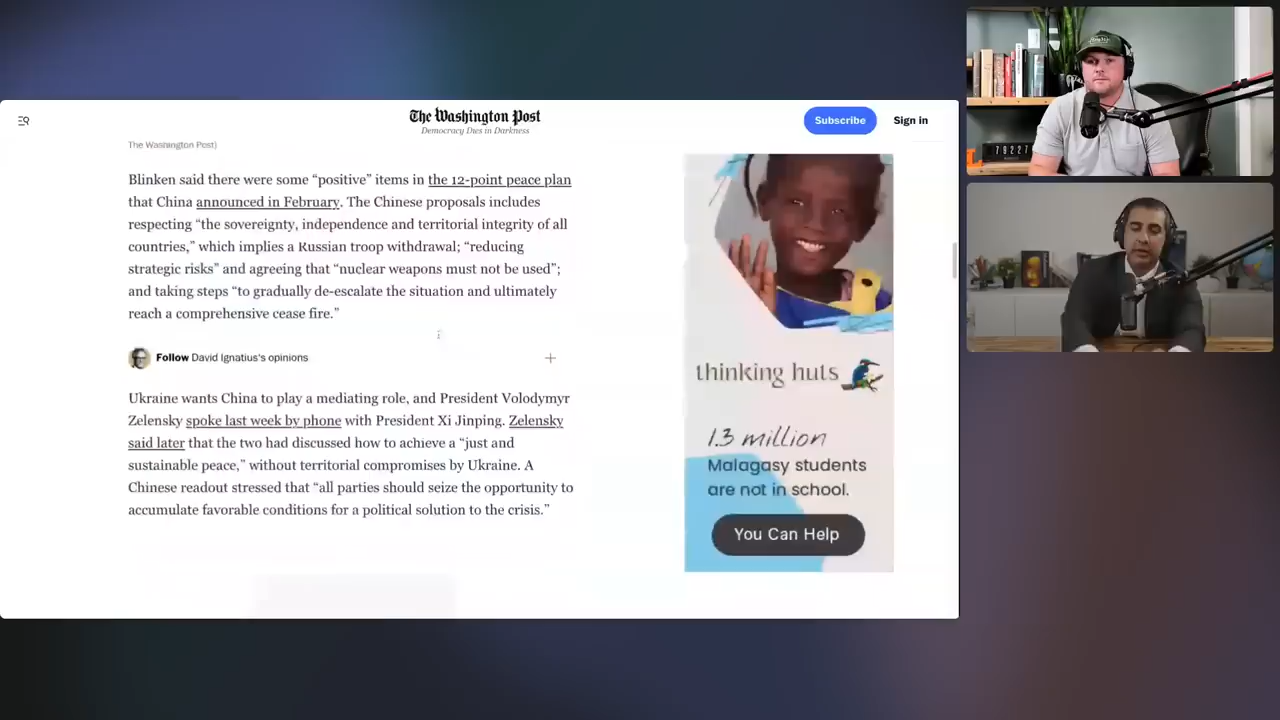 The Washington Post
Democracy Dies in Darkness
Subscribe
Sign in
The Washington Post)
Blinken said there were some “positive” items in the 12-point peace plan
that China announced in February. The Chinese proposals includes
respecting “the sovereignty, independence and territorial integrity of all
countries,” which implies a Russian troop withdrawal; “reducing
strategic risks” and agreeing that “nuclear weapons must not be used”;
and taking steps “to gradually de-escalate the situation and ultimately
reach a comprehensive cease fire.”
Follow David Ignatius's opinions
Ukraine wants China to play a mediating role, and President Volodymyr
Zelensky spoke last week by phone with President Xi Jinping. Zelensky
said later that the two had discussed how to achieve a “just and
sustainable peace,” without territorial compromises by Ukraine. A
Chinese readout stressed that “all parties should seize the opportunity to
accumulate favorable conditions for a political solution to the crisis.”
thinking huts
1.3 million
Malagasy students
are not in school.
You Can Help